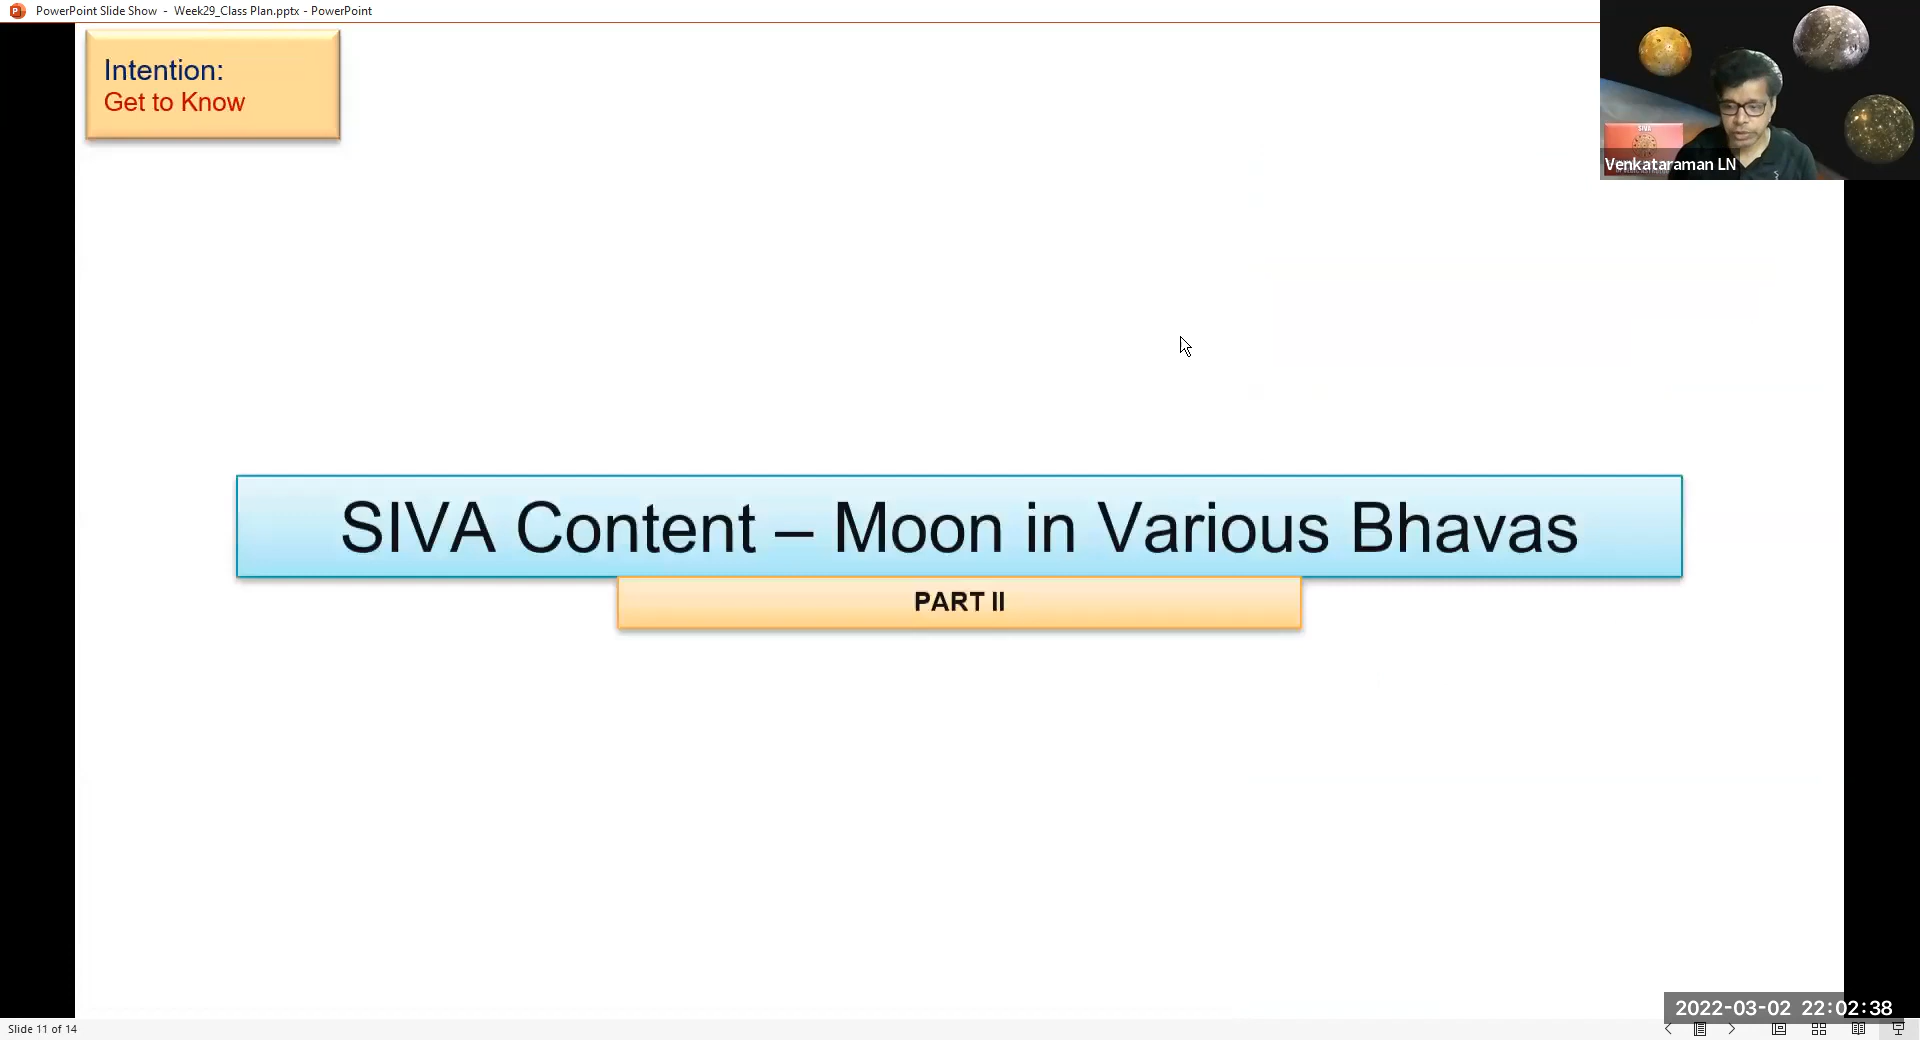 PowerPoint Slide Show - Week29_Class Plan.pptx - PowerPoint
Intention:
Get to Know
SIVA
Venkataraman LN
SIVA Content – Moon in Various Bhavas
PART II
2022-03-02 22:02:38
Slide 11 of 14